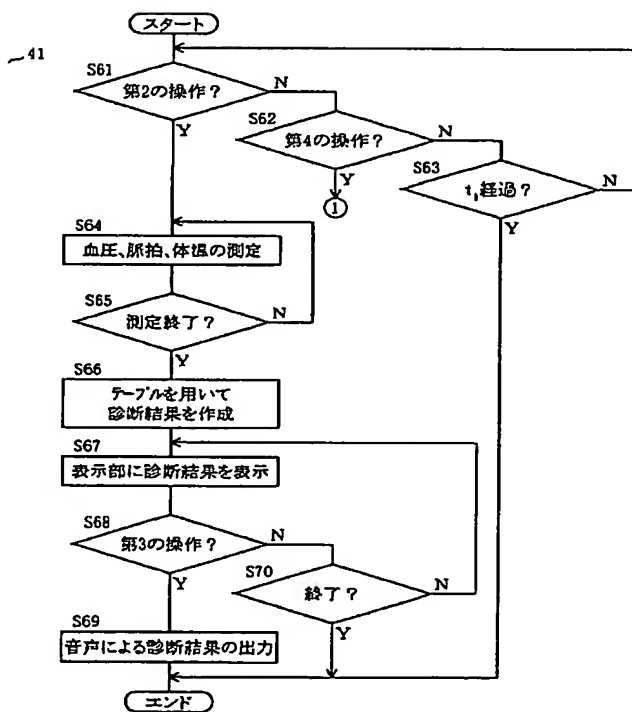 スタート
41
S61
第2の操作？
N
Y
S62
第4の操作？
N
Y
①
S63
t₁経過？
N
Y
S64
血圧、脈拍、体温の測定
S65
測定終了？
N
Y
S66
テーブルを用いて
診断結果を作成
S67
表示部に診断結果を表示
S68
第3の操作？
N
Y
S70
終了？
N
Y
S69
音声による診断結果の出力
エンド